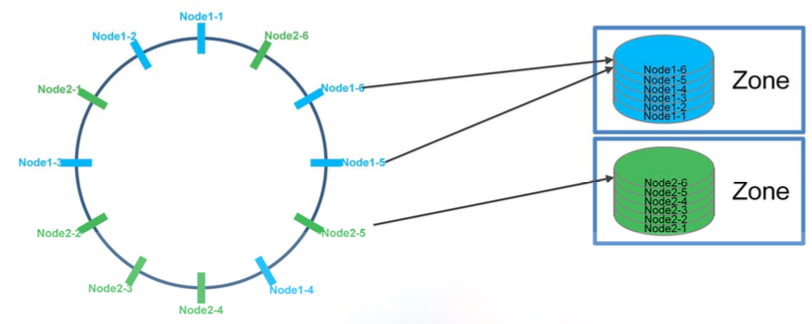 Node1-1
Node1-2
Node2-6
Node2-1
Node1-6
Node1-3
Node1-5
Node2-2
Node2-5
Node2-3
Node1-4
Node2-4
Node1-6
Node1-5
Node1-4
Node1-3
Node1-2
Node1-1
Zone
Node2-6
Node2-5
Node2-4
Node2-3
Node2-2
Node2-1
Zone